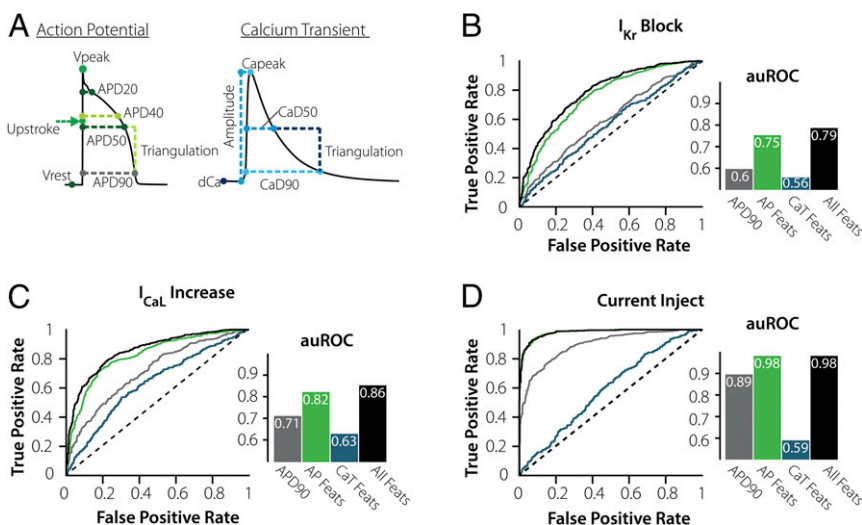 A
Action Potential
Calcium Transient
Vpeak
APD20
APD40
Upstroke
APD50
Triangulation
Vrest
APD90
Capeak
Amplitude
CaD50
Triangulation
dCa
CaD90
B
I_Kr Block
True Positive Rate
1
0.8
0.6
0.4
0.2
0
0 0.2 0.4 0.6 0.8 1
False Positive Rate
auROC
0.9
0.8
0.7
0.6
0.6 0.75 0.56 0.79
APD90 AP Feats CaT Feats All Feats
C
I_CaL Increase
True Positive Rate
1
0.8
0.6
0.4
0.2
0
0 0.2 0.4 0.6 0.8 1
False Positive Rate
auROC
0.9
0.8
0.7
0.6
0.71 0.82 0.63 0.86
APD90 AP Feats CaT Feats All Feats
D
Current Inject
True Positive Rate
1
0.8
0.6
0.4
0.2
0
0 0.2 0.4 0.6 0.8 1
False Positive Rate
auROC
0.9
0.8
0.7
0.6
0.89 0.98 0.59 0.98
APD90 AP Feats CaT Feats All Feats